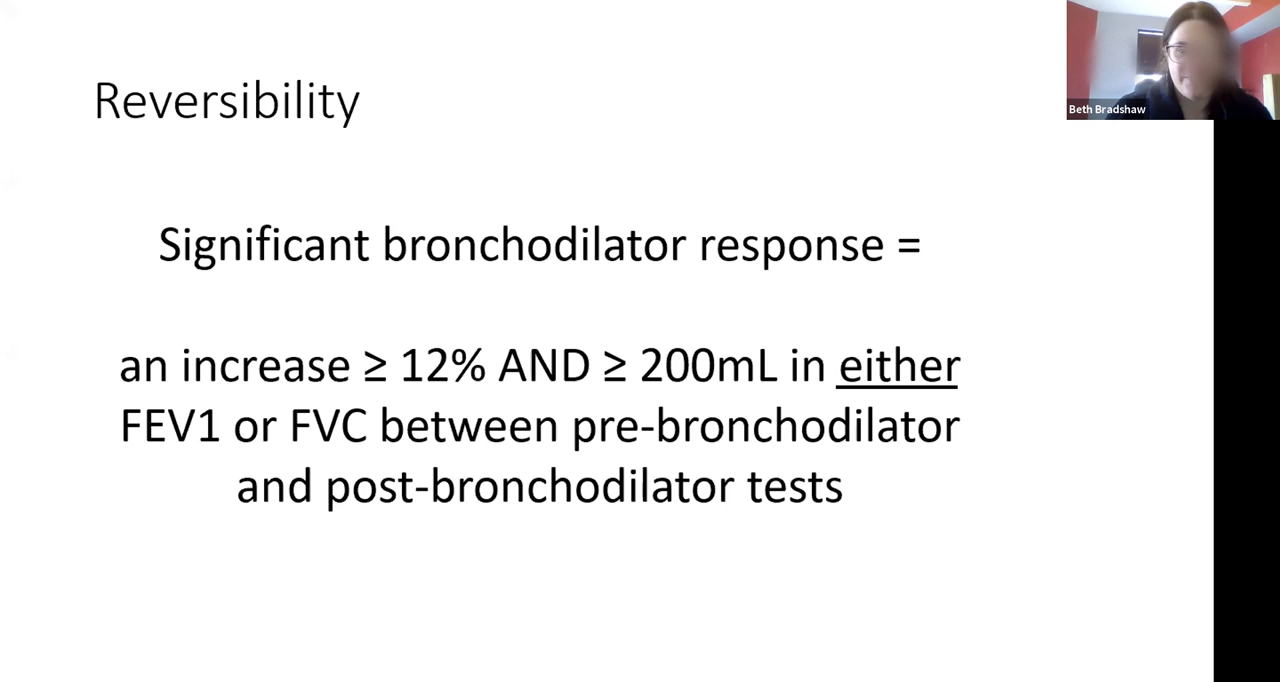 Reversibility
Beth Bradshaw
Significant bronchodilator response =
an increase ≥ 12% AND ≥ 200mL in either
FEV1 or FVC between pre-bronchodilator
and post-bronchodilator tests